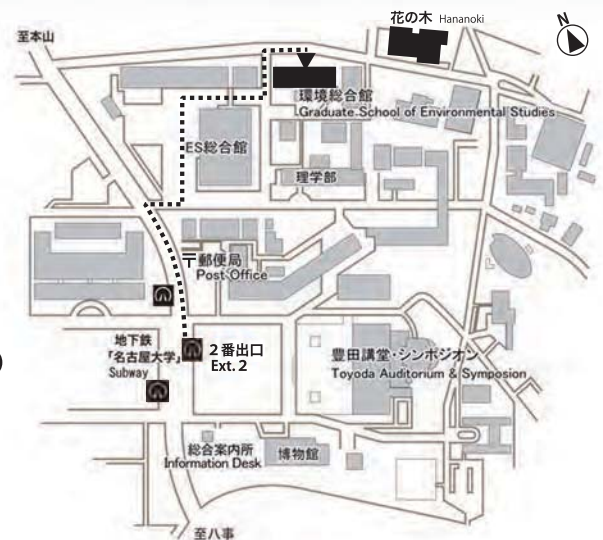 花の木 Hananoki
N
至本山
環境総合館
Graduate School of Environmental Studies
ES総合館
理学部
〒郵便局
Post Office
地下鉄
「名古屋大学」
Subway
2番出口
Ext. 2
豊田講堂・シンポジオン
Toyoda Auditorium & Symposion
総合案内所
Information Desk
博物館
至八事
)